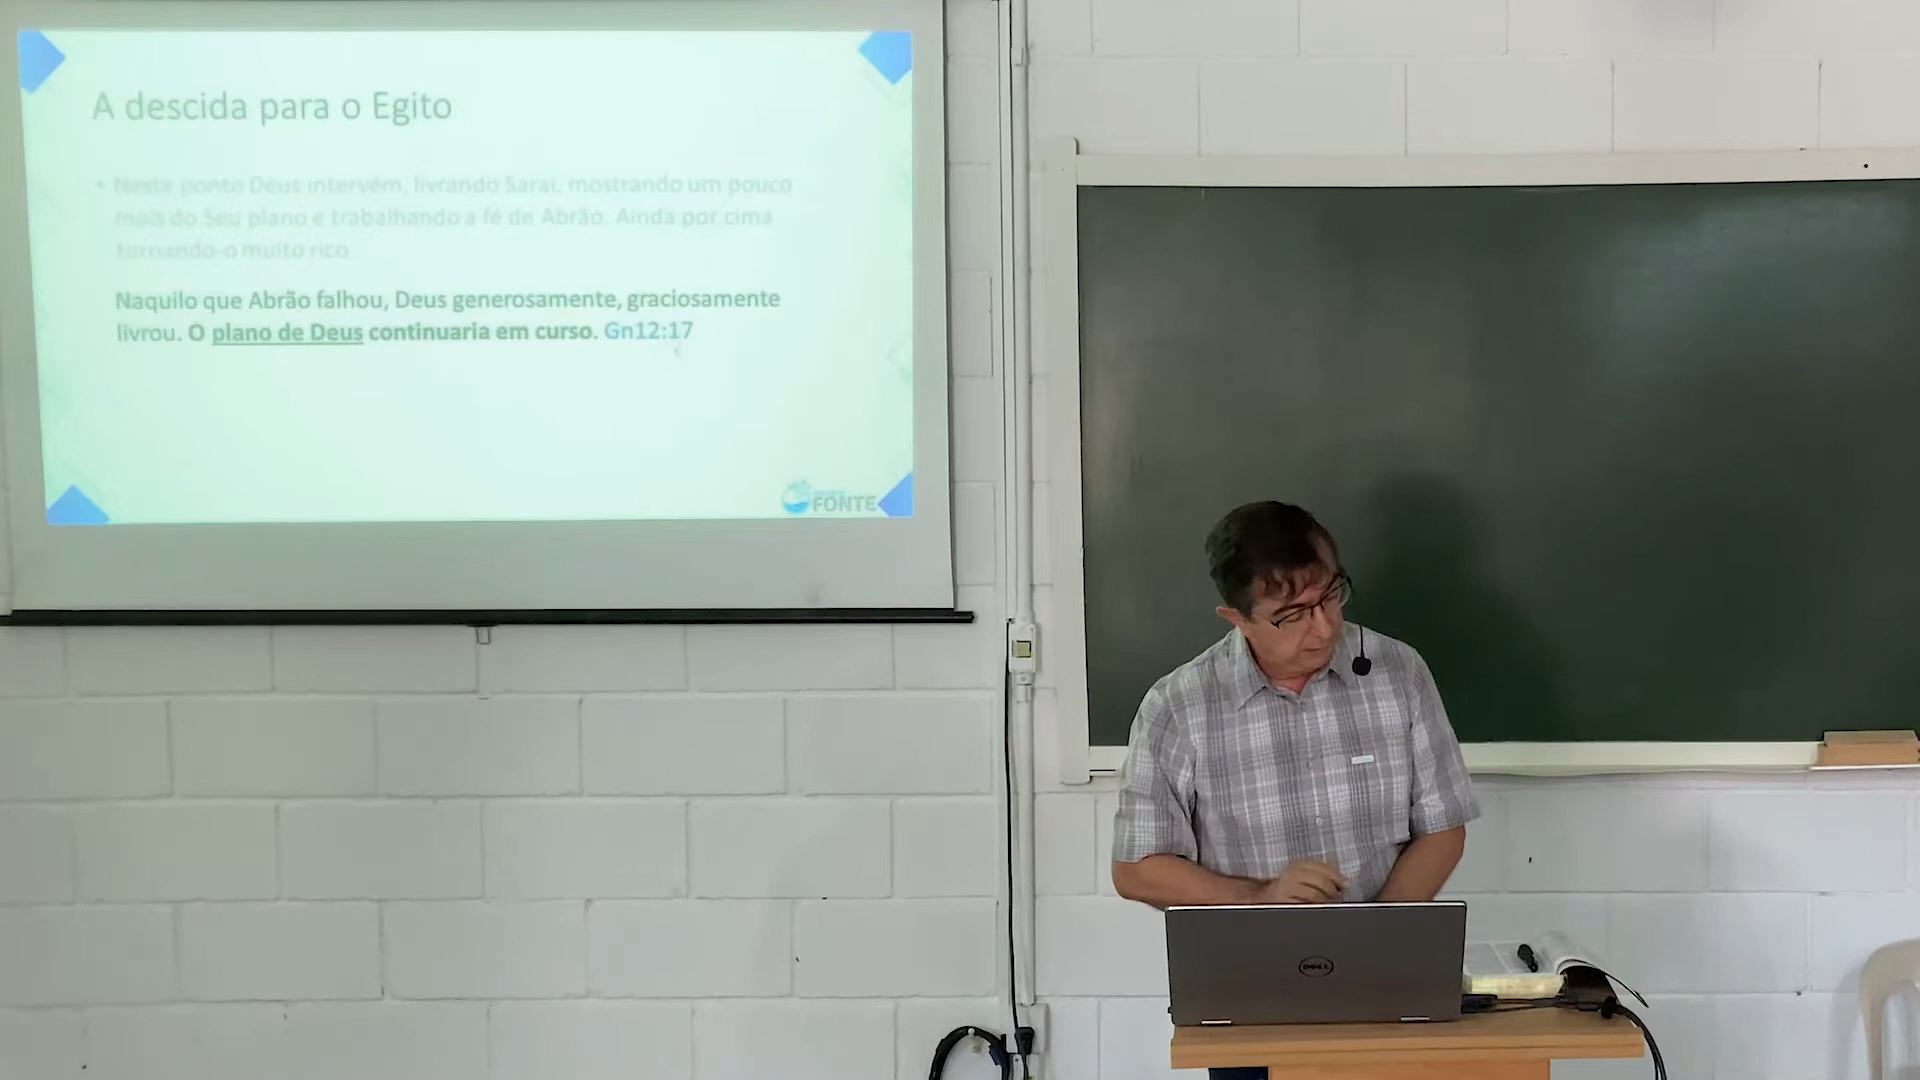 A descida para o Egito
• Neste ponto Deus intervém, livrando Sarai, mostrando um pouco
mais do Seu plano e trabalhando a fé de Abrão. Ainda por cima
tornando-o muito rico
Naquilo que Abrão falhou, Deus generosamente, graciosamente
livrou. O plano de Deus continuaria em curso. Gn12:17
FONTE
DELL